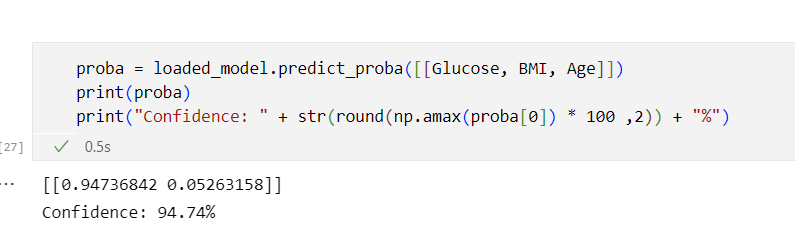 proba = loaded_model.predict_proba([[Glucose, BMI, Age]])
print(proba)
print("Confidence: " + str(round(np.amax(proba[0]) * 100 ,2)) + "%")
[27] 0.5s
... [[0.94736842 0.05263158]]
Confidence: 94.74%